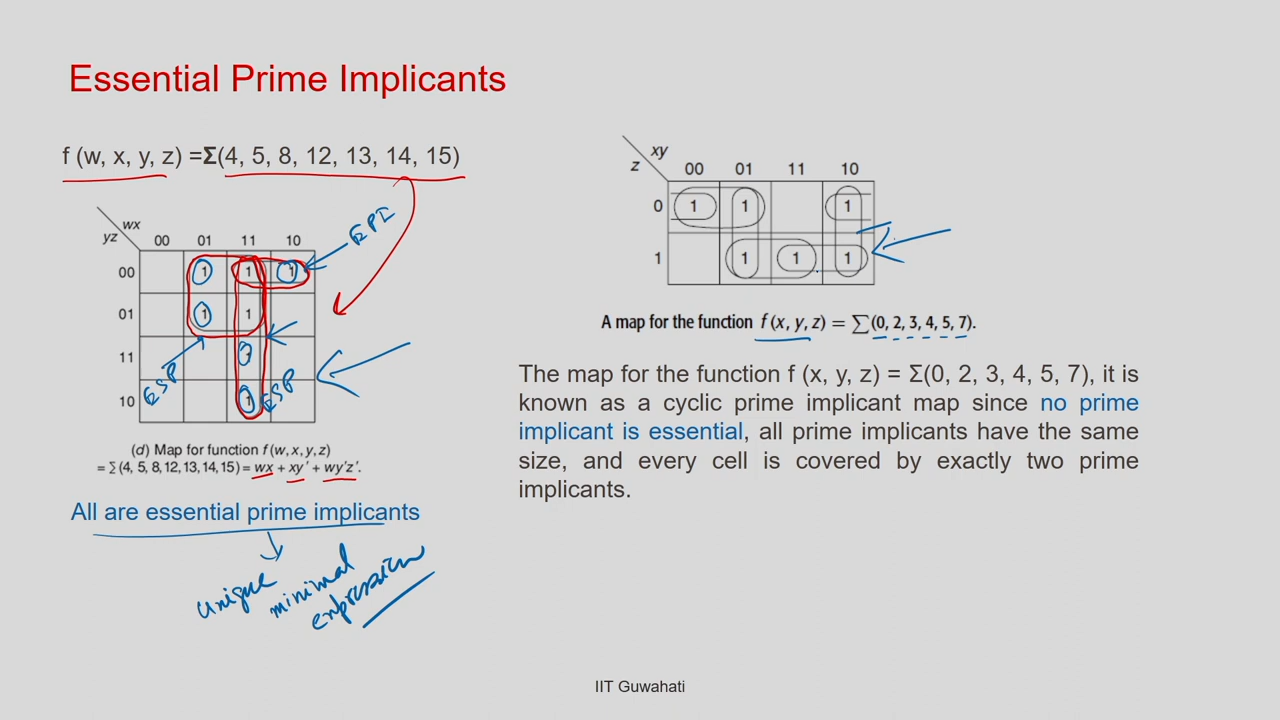 Essential Prime Implicants
f (w, x, y, z) =Σ(4, 5, 8, 12, 13, 14, 15)
wx
yz
00 01 11 10
00 1 1 1
01 1 1
11 1
10 1
EPI
ESP
ESP
(d) Map for function f(w, x, y, z)
= ∑(4, 5, 8, 12, 13, 14, 15) = wx + xy′ + wy′z′.
All are essential prime implicants
unique
minimal
expression
xy
z
00 01 11 10
0 1 1 1
1 1 1 1
A map for the function f(x, y, z) = ∑(0, 2, 3, 4, 5, 7).
The map for the function f (x, y, z) = Σ(0, 2, 3, 4, 5, 7), it is
known as a cyclic prime implicant map since no prime
implicant is essential, all prime implicants have the same
size, and every cell is covered by exactly two prime
implicants.
IIT Guwahati